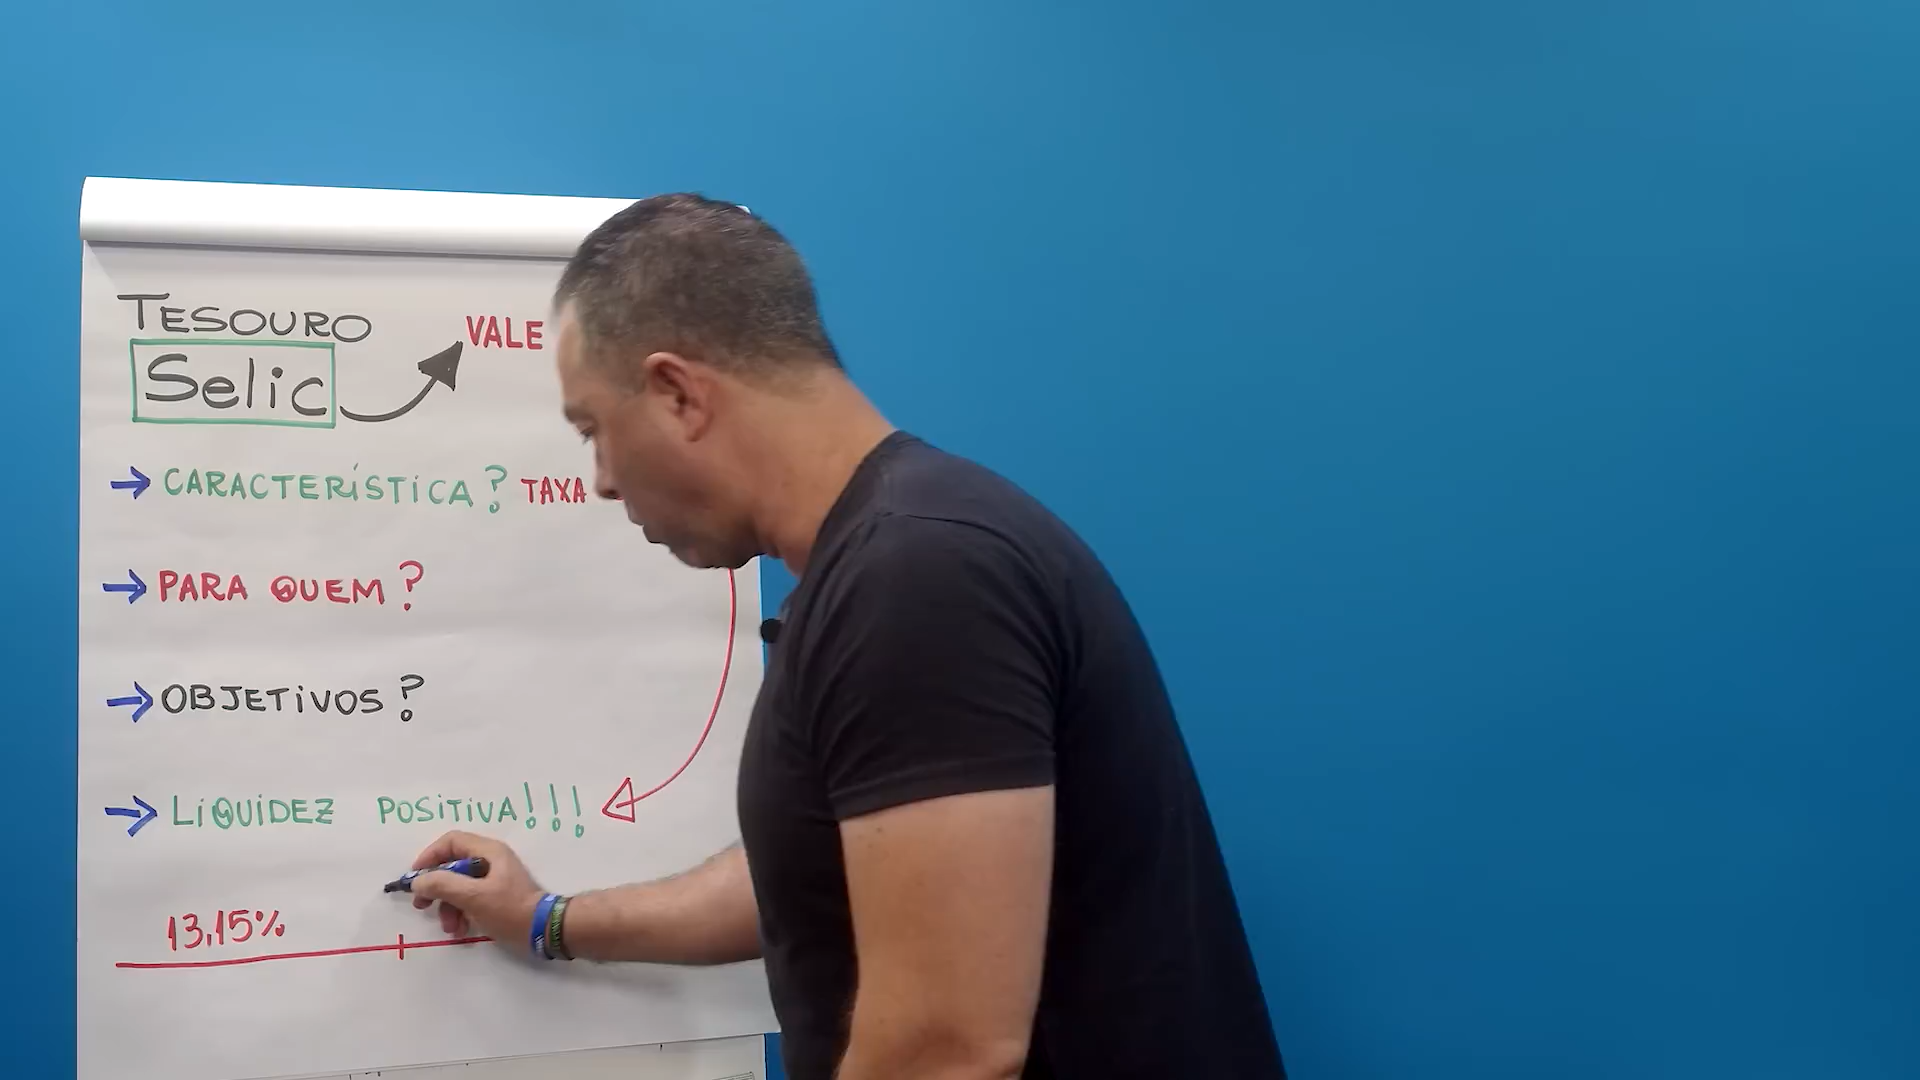 TESOURO
Selic
VALE
CARACTERÍSTICA? TAXA
PARA QUEM?
OBJETIVOS?
LIQUIDEZ POSITIVA!!!
13,15%